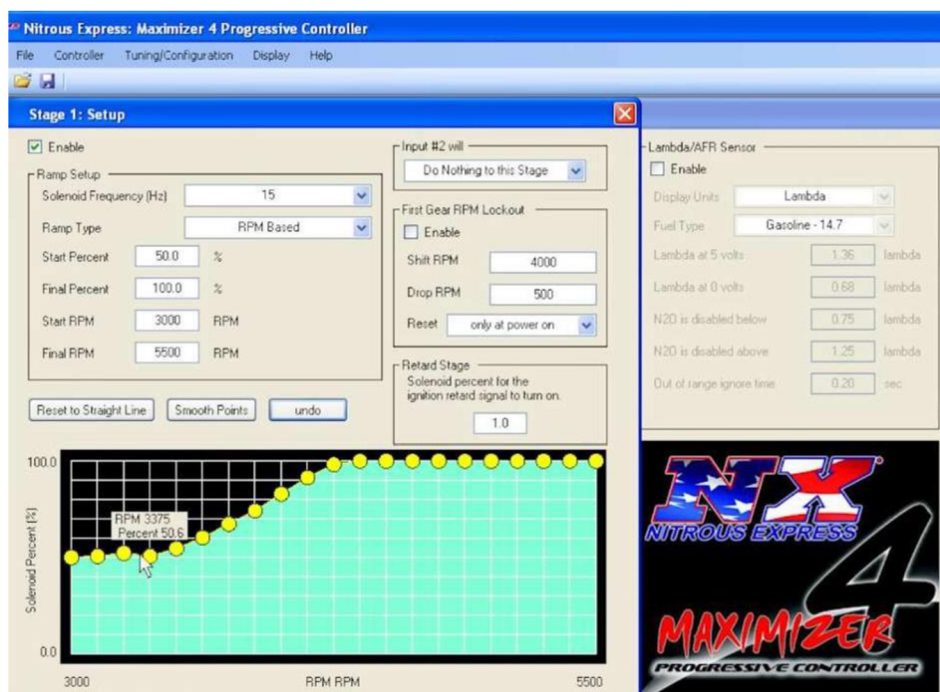 Nitrous Express: Maximizer 4 Progressive Controller
File Controller Tuning/Configuration Display Help
Stage 1: Setup
Enable
Ramp Setup
Solenoid Frequency (Hz) 15
Ramp Type RPM Based
Start Percent 50.0 %
Final Percent 100.0 %
Start RPM 3000 RPM
Final RPM 5500 RPM
Reset to Straight Line Smooth Points undo
Input #2 will
Do Nothing to this Stage
First Gear RPM Lockout
Enable
Shift RPM 4000
Drop RPM 500
Reset only at power on
Retard Stage
Solenoid percent for the
ignition retard signal to turn on.
1.0
Lambda/AFR Sensor
Enable
Display Units Lambda
Fuel Type Gasoline - 14.7
Lambda at 5 volts 1.36 lambda
Lambda at 0 volts 0.68 lambda
N2O is disabled below 0.75 lambda
N2O is disabled above 1.25 lambda
Out of range ignore time 0.20 sec
100.0
Solenoid Percent (%)
0.0
RPM 3375
Percent 50.6
3000 RPM RPM 5500
NX
NITROUS EXPRESS
4
MAXIMIZER
PROGRESSIVE CONTROLLER